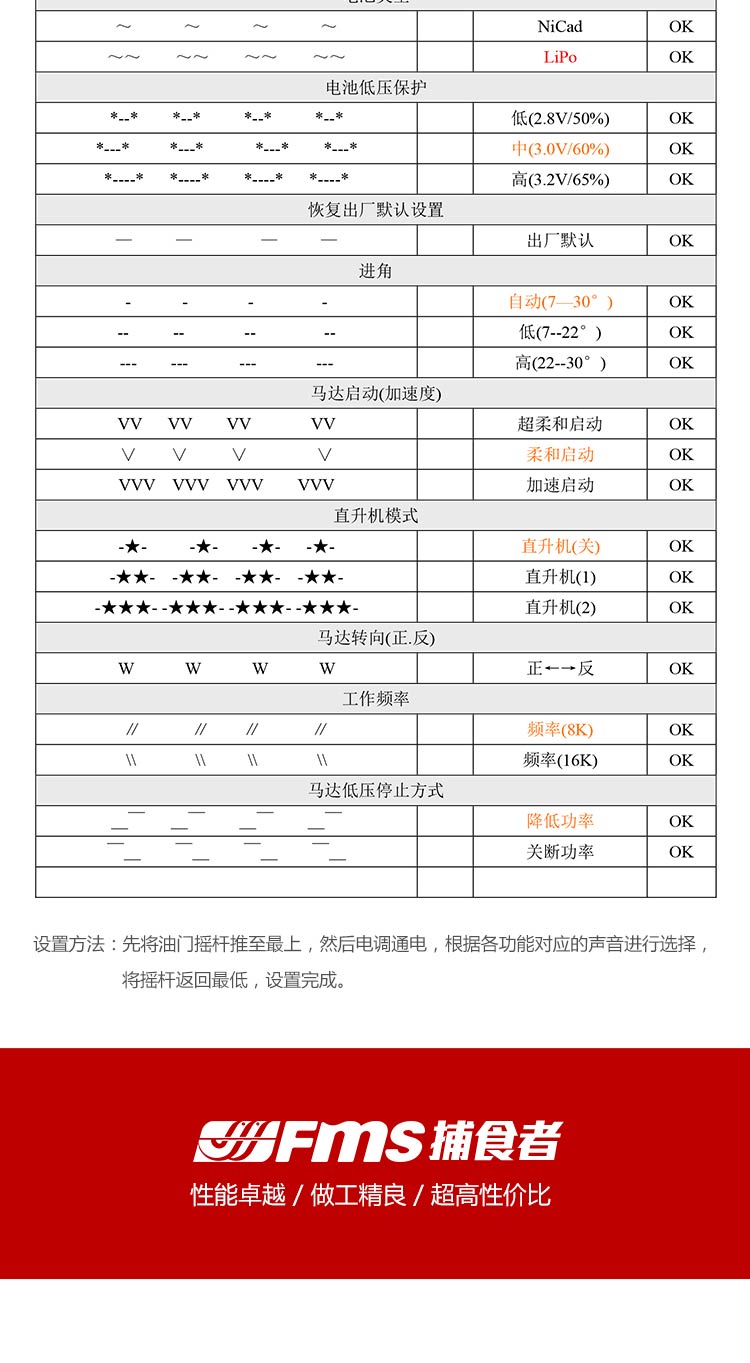 ～ ～ ～ ～ NiCad OK
～～ ～～ ～～ ～～ LiPo OK
电池低压保护
*--* *--* *--* *--* 低(2.8V/50%) OK
*---* *---* *---* *---* 中(3.0V/60%) OK
*----* *----* *----* *----* 高(3.2V/65%) OK
恢复出厂默认设置
— — — — 出厂默认 OK
进角
- - - - 自动(7—30°) OK
-- -- -- -- 低(7--22°) OK
--- --- --- --- 高(22--30°) OK
马达启动(加速度)
VV VV VV VV 超柔和启动 OK
V V V V 柔和启动 OK
VVV VVV VVV VVV 加速启动 OK
直升机模式
-★- -★- -★- -★- 直升机(关) OK
-★★- -★★- -★★- -★★- 直升机(1) OK
-★★★- -★★★- -★★★- -★★★- 直升机(2) OK
马达转向(正.反)
W W W W 正←→反 OK
工作频率
// // // // 频率(8K) OK
\\ \\ \\ \\ 频率(16K) OK
马达低压停止方式
_— _— _— _— 降低功率 OK
—_ —_ —_ —_ 关断功率 OK
设置方法：先将油门摇杆推至最上，然后电调通电，根据各功能对应的声音进行选择，
将摇杆返回最低，设置完成。
FMS 捕食者
性能卓越 / 做工精良 / 超高性价比